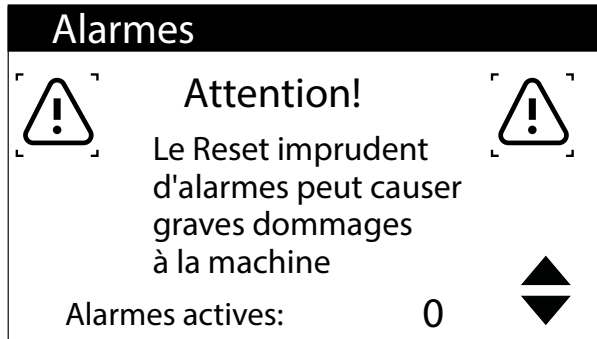 Alarmes
Attention!
Le Reset imprudent
d'alarmes peut causer
graves dommages
à la machine
Alarmes actives: 0